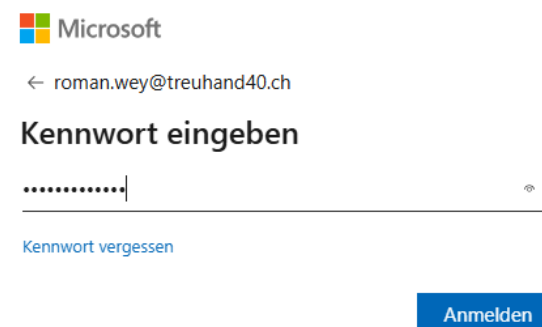 Microsoft
← roman.wey@treuhand40.ch
Kennwort eingeben
•••••••••••••
Kennwort vergessen
Anmelden